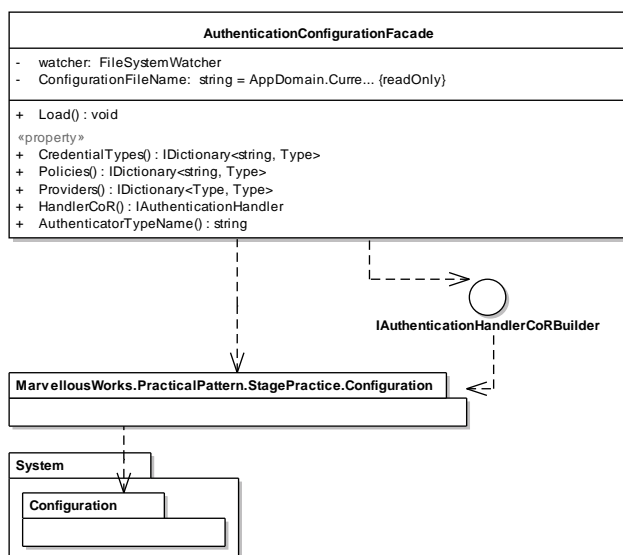 AuthenticationConfigurationFacade
- watcher: FileSystemWatcher
- ConfigurationFileName: string = AppDomain.Curre... {readOnly}
+ Load() : void
«property»
+ CredentialTypes() : IDictionary<string, Type>
+ Policies() : IDictionary<string, Type>
+ Providers() : IDictionary<Type, Type>
+ HandlerCoR() : IAuthenticationHandler
+ AuthenticatorTypeName() : string
IAuthenticationHandlerCoRBuilder
MarvellousWorks.PracticalPattern.StagePractice.Configuration
System
Configuration